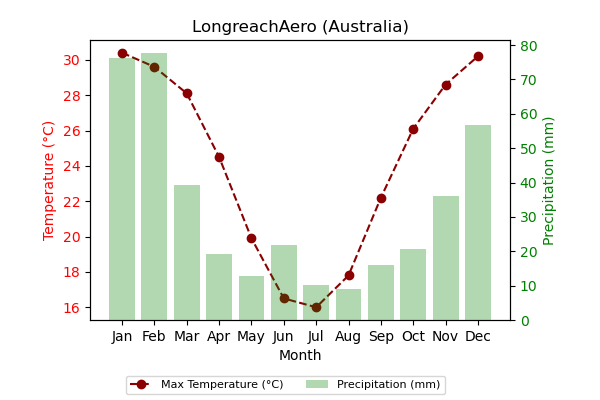 LongreachAero (Australia)
30
28
26
24
22
20
18
16
Temperature (°C)
80
70
60
50
40
30
20
10
0
Precipitation (mm)
Jan Feb Mar Apr May Jun Jul Aug Sep Oct Nov Dec
Month
Max Temperature (°C) Precipitation (mm)